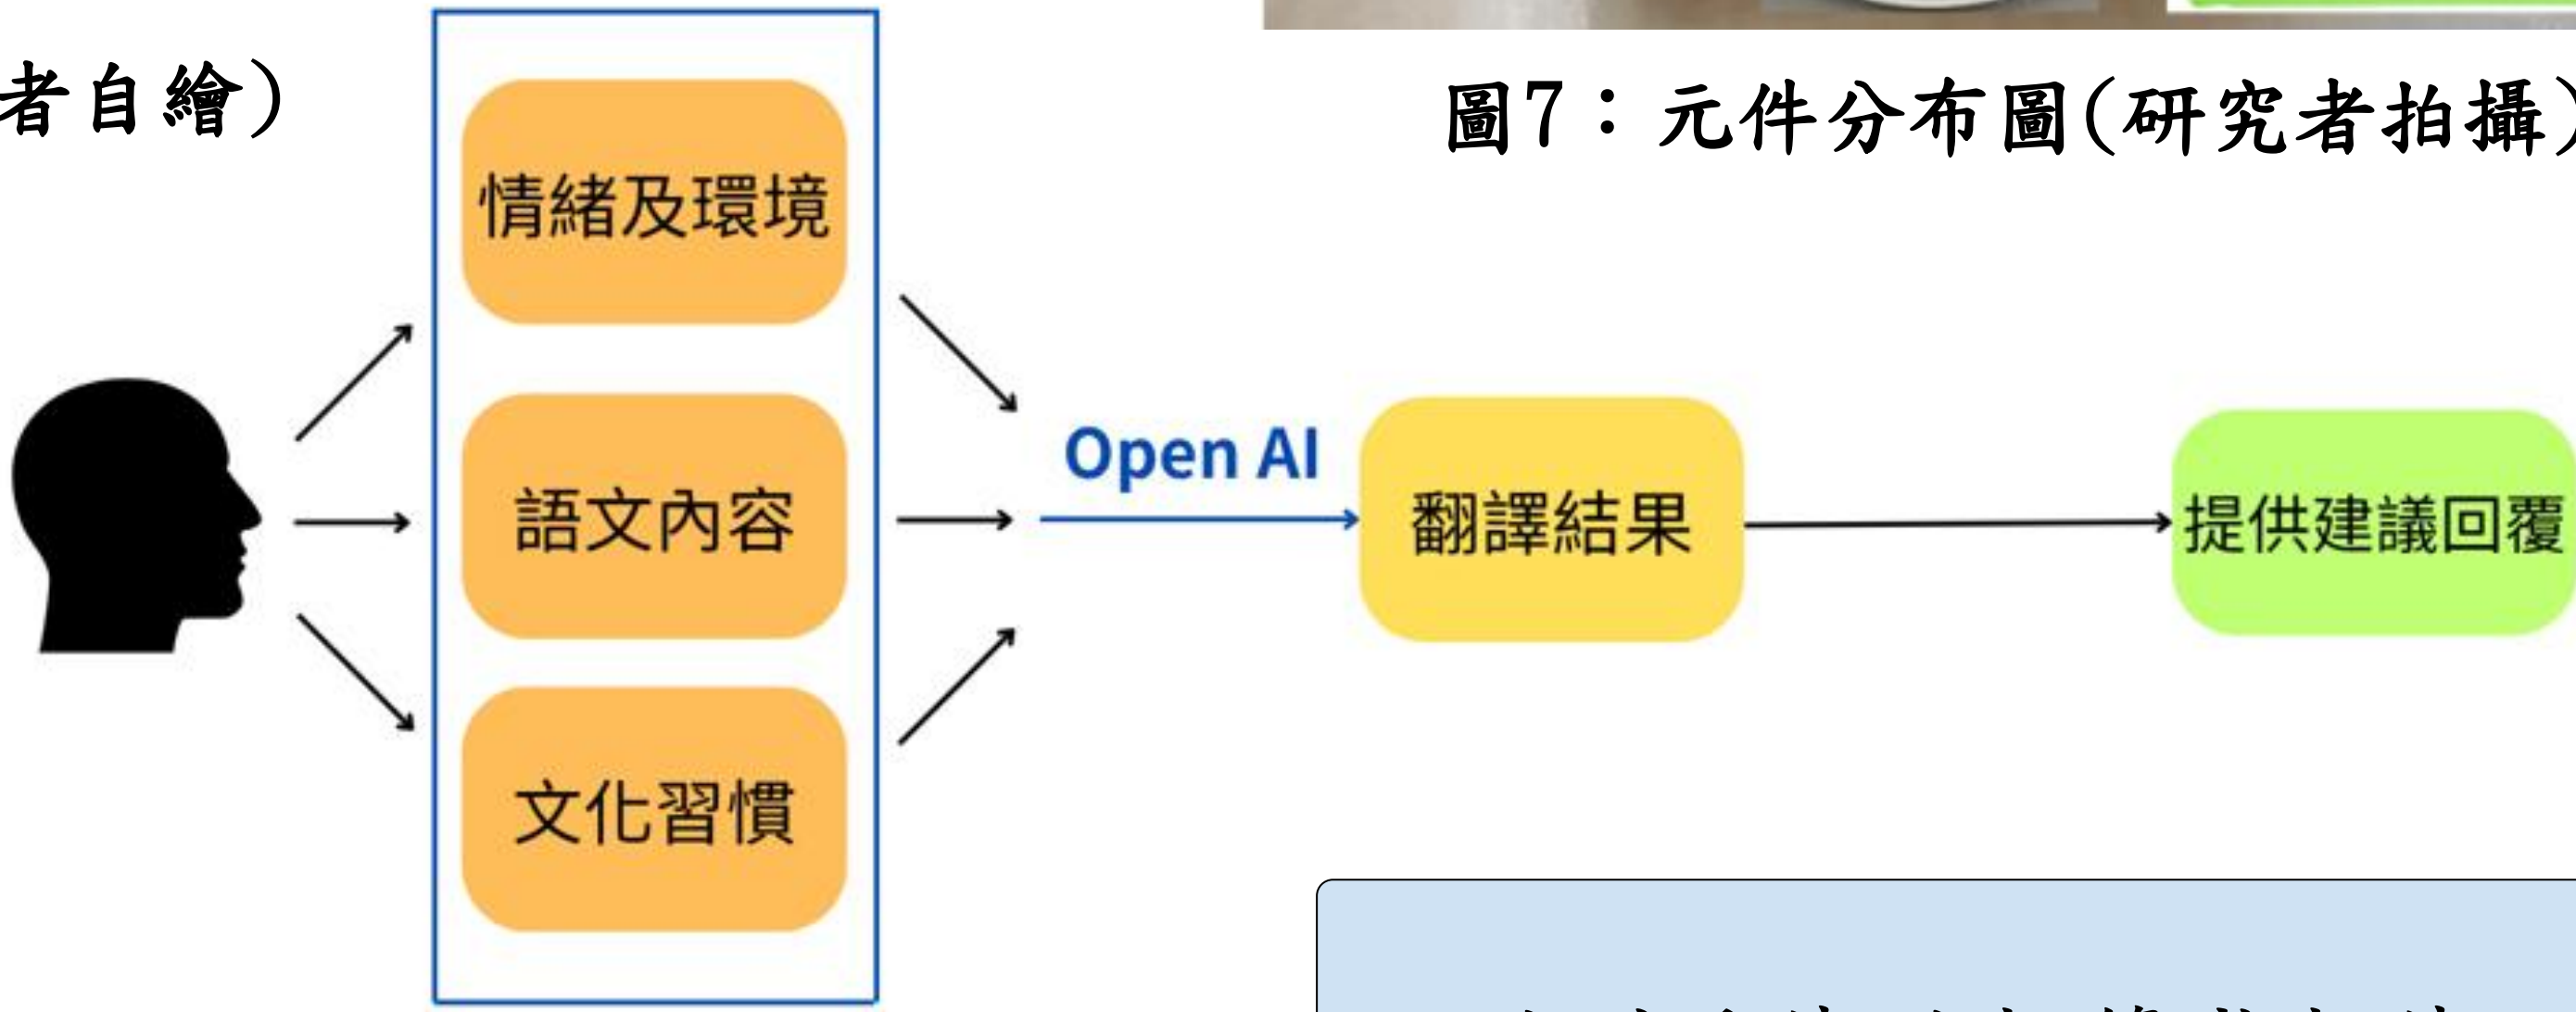 者自繪)
圖7：元件分布圖(研究者拍攝)
情緒及環境
語文內容
文化習慣
Open AI
翻譯結果
提供建議回覆